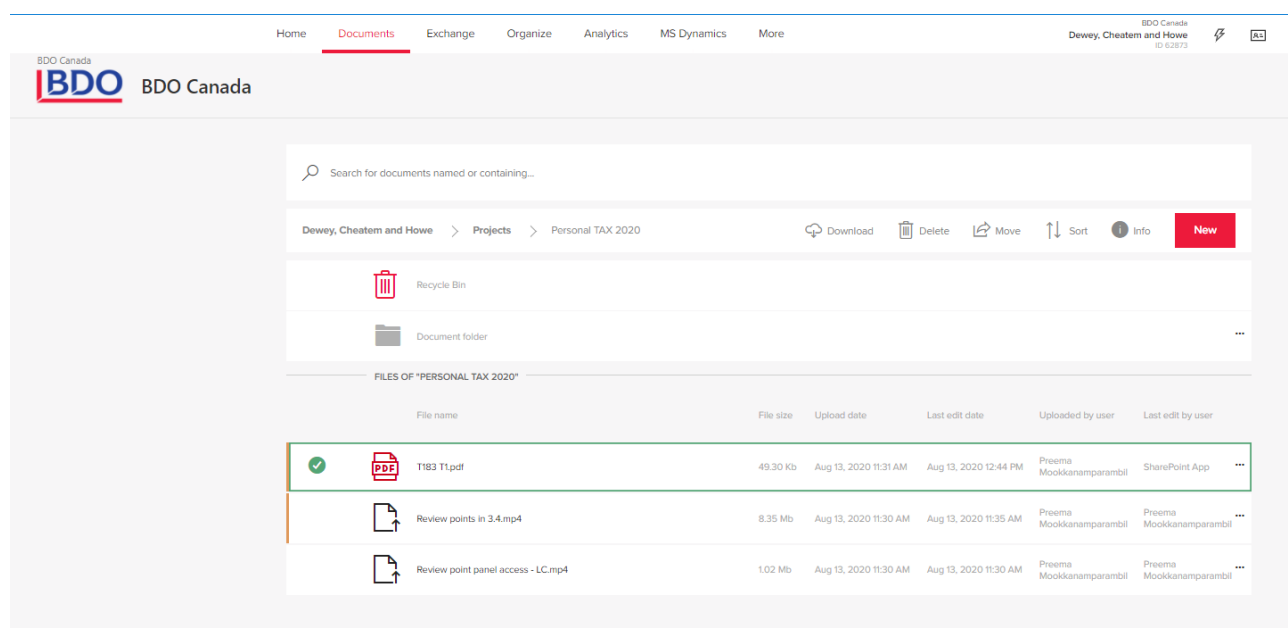 BDO Canada
Home Documents Exchange Organize Analytics MS Dynamics More Dewey, Cheatem and Howe
ID 62873
BDO Canada
BDO BDO Canada
Search for documents named or containing...
Dewey, Cheatem and Howe > Projects > Personal TAX 2020 Download Delete Move Sort i Info New
Recycle Bin
Document folder ...
FILES OF "PERSONAL TAX 2020"
File name File size Upload date Last edit date Uploaded by user Last edit by user
PDF T183 T1.pdf 49.30 Kb Aug 13, 2020 11:31 AM Aug 13, 2020 12:44 PM Preema Mookkanamparambil SharePoint App ...
Review points in 3.4.mp4 8.35 Mb Aug 13, 2020 11:30 AM Aug 13, 2020 11:35 AM Preema Mookkanamparambil Preema Mookkanamparambil ...
Review point panel access - LC.mp4 1.02 Mb Aug 13, 2020 11:30 AM Aug 13, 2020 11:30 AM Preema Mookkanamparambil Preema Mookkanamparambil ...